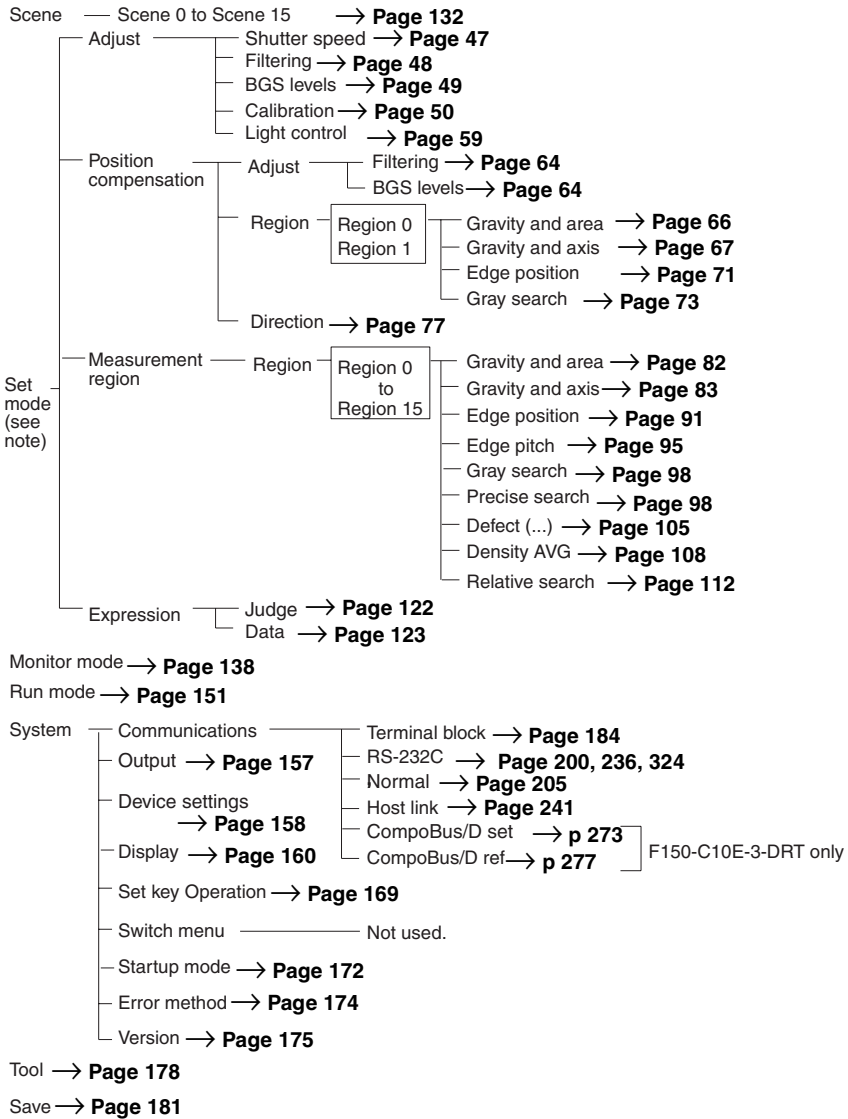 Scene Scene 0 to Scene 15 → Page 132
Adjust Shutter speed → Page 47
Filtering → Page 48
BGS levels → Page 49
Calibration → Page 50
Light control → Page 59
Position compensation Adjust Filtering → Page 64
BGS levels → Page 64
Region Region 0 Region 1 Gravity and area → Page 66
Gravity and axis → Page 67
Edge position → Page 71
Gray search → Page 73
Direction → Page 77
Set mode (see note)
Measurement region Region Region 0 to Region 15 Gravity and area → Page 82
Gravity and axis → Page 83
Edge position → Page 91
Edge pitch → Page 95
Gray search → Page 98
Precise search → Page 98
Defect (...) → Page 105
Density AVG → Page 108
Relative search → Page 112
Expression Judge → Page 122
Data → Page 123
Monitor mode → Page 138
Run mode → Page 151
System Communications Terminal block → Page 184
RS-232C → Page 200, 236, 324
Normal → Page 205
Host link → Page 241
CompoBus/D set → p 273
CompoBus/D ref → p 277
F150-C10E-3-DRT only
Output → Page 157
Device settings
→ Page 158
Display → Page 160
Set key Operation → Page 169
Switch menu Not used.
Startup mode → Page 172
Error method → Page 174
Version → Page 175
Tool → Page 178
Save → Page 181